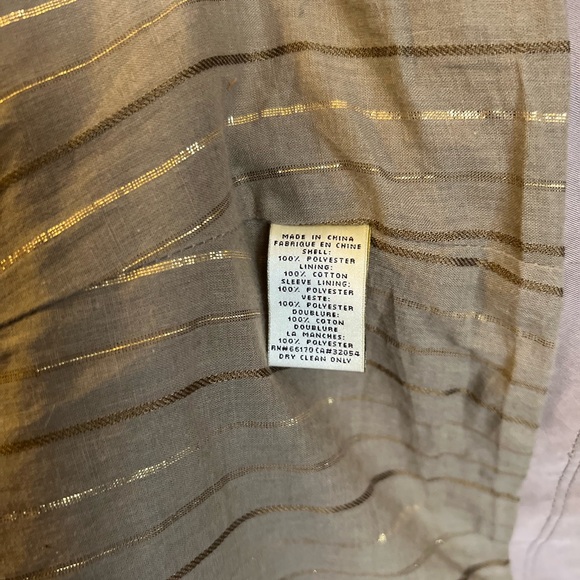 MADE IN CHINA
FABRIQUE EN CHINE
SHELL:
100% POLYESTER
LINING:
100% COTTON
SLEEVE LINING:
100% POLYESTER
VESTE:
100% POLYESTER
DOUBLURE:
100% COTON
DOUBLURE
LA MANCHES:
100% POLYESTER
RN#66170 CA#32054
DRY CLEAN ONLY